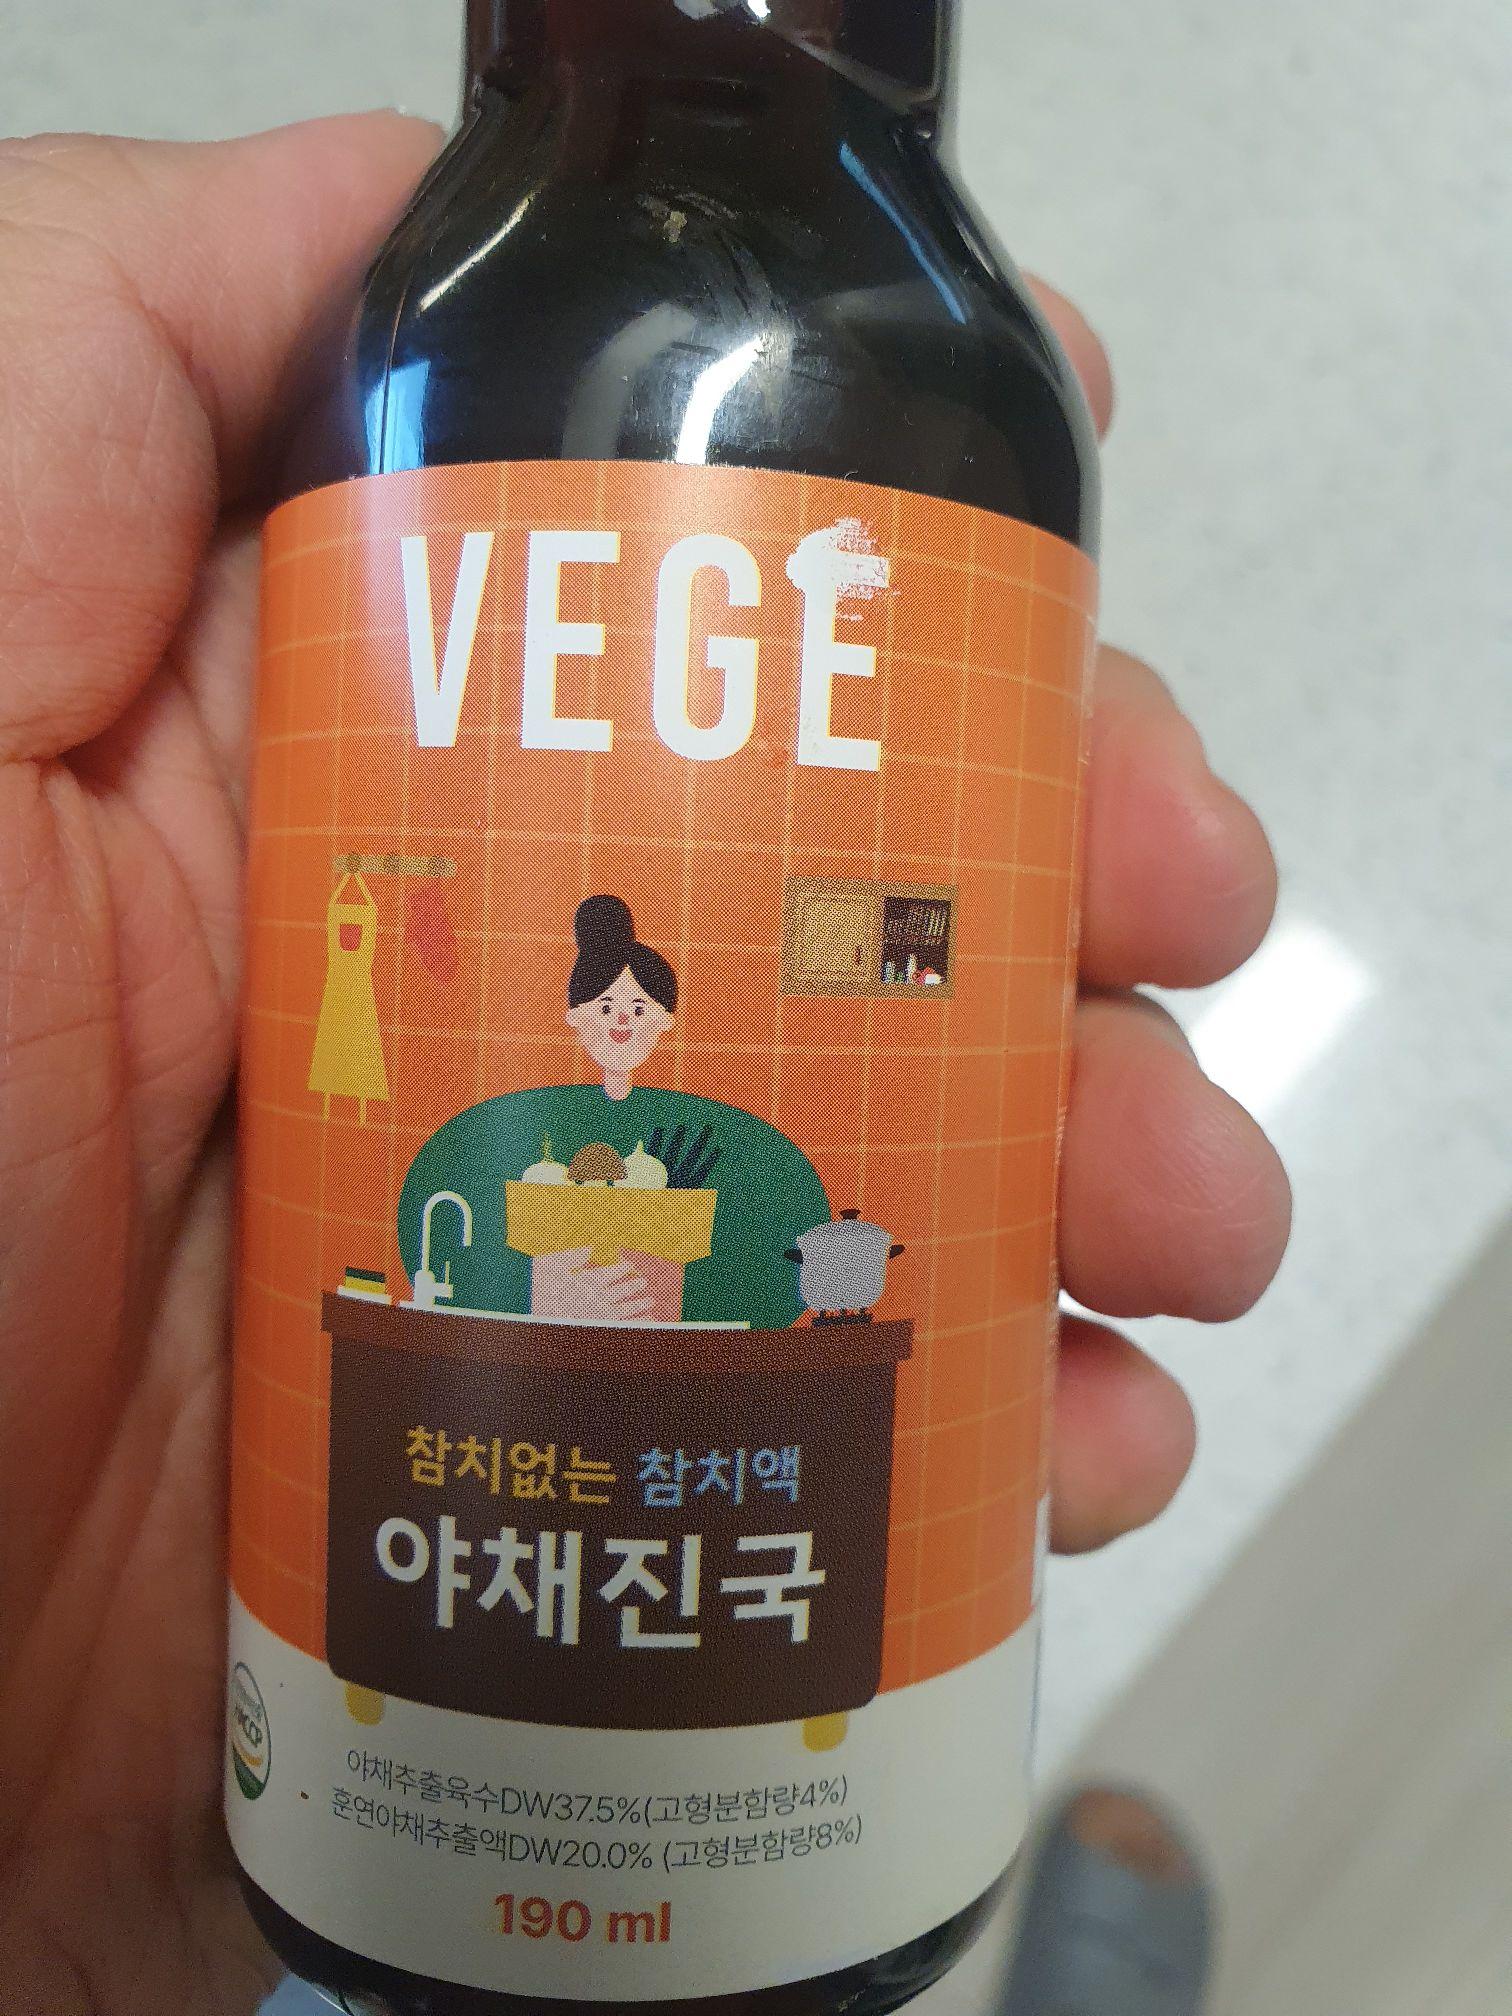 VEGE
참치없는 참치액
야채진국
HACCP
야채추출육수DW37.5%(고형분함량4%)
훈연야채추출액DW20.0% (고형분함량8%)
190 ml